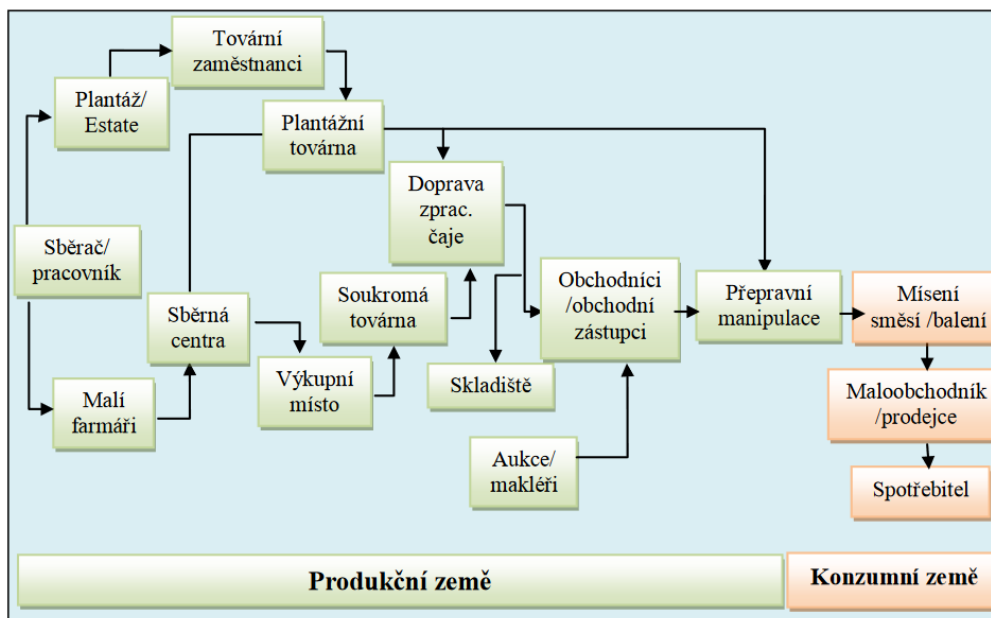 Tovární
zaměstnanci
Plantáž/
Estate
Plantážní
továrna
Doprava
zprac.
čaje
Sběrač/
pracovník
Obchodníci
/obchodní
zástupci
Přepravní
manipulace
Mísení
směsí /balení
Soukromá
továrna
Sběrná
centra
Výkupní
místo
Skladiště
Malí
farmáři
Maloobchodník
/prodejce
Aukce/
makléři
Spotřebitel
Produkční země
Konzumní země